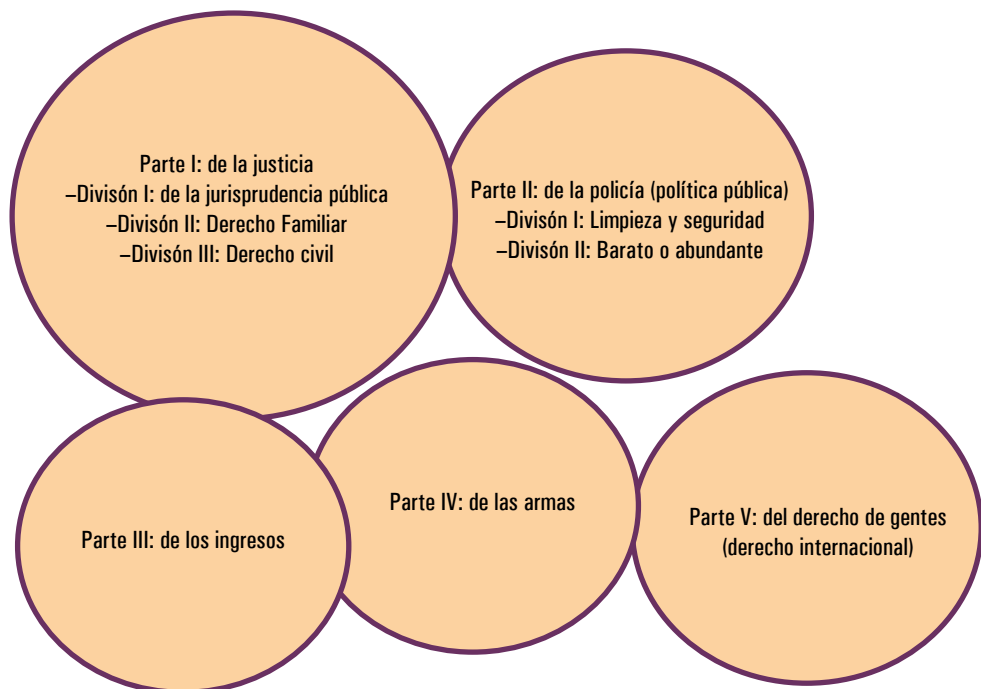 Parte I: de la justicia
–Divisón I: de la jurisprudencia pública
–Divisón II: Derecho Familiar
–Divisón III: Derecho civil
Parte II: de la policía (política pública)
–Divisón I: Limpieza y seguridad
–Divisón II: Barato o abundante
Parte III: de los ingresos
Parte IV: de las armas
Parte V: del derecho de gentes
(derecho internacional)